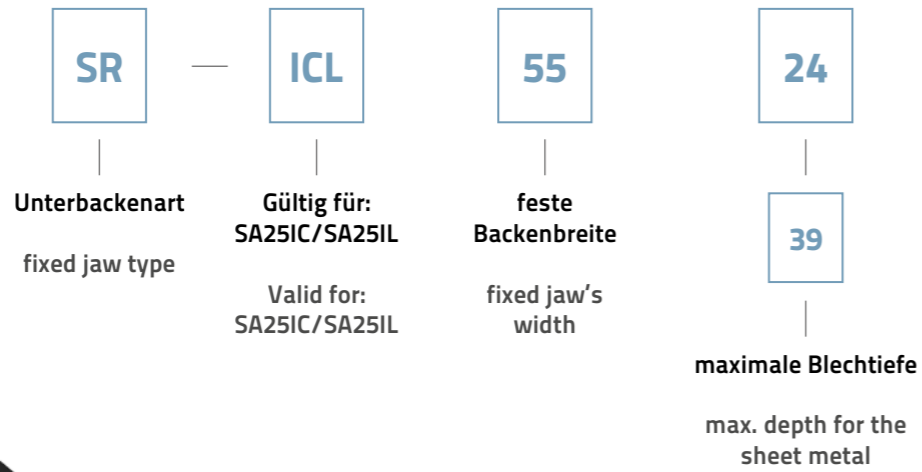 SR — ICL 55 24
Unterbackenart
fixed jaw type
Gültig für:
SA25IC/SA25IL
Valid for:
SA25IC/SA25IL
feste
Backenbreite
fixed jaw's
width
39
maximale Blechtiefe
max. depth for the
sheet metal